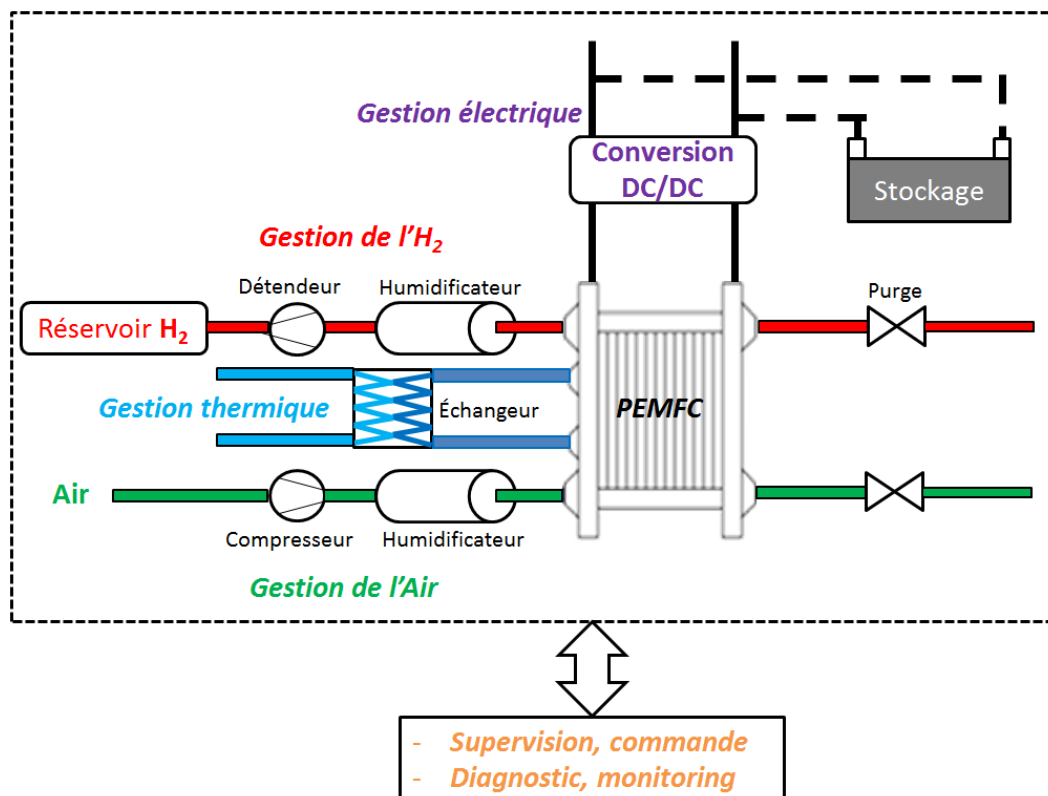 Gestion électrique
Conversion
DC/DC
Stockage
Gestion de l'H₂
Détendeur
Humidificateur
Purge
Réservoir H₂
Gestion thermique
Échangeur
PEMFC
Air
Compresseur
Humidificateur
Gestion de l'Air
- Supervision, commande
- Diagnostic, monitoring